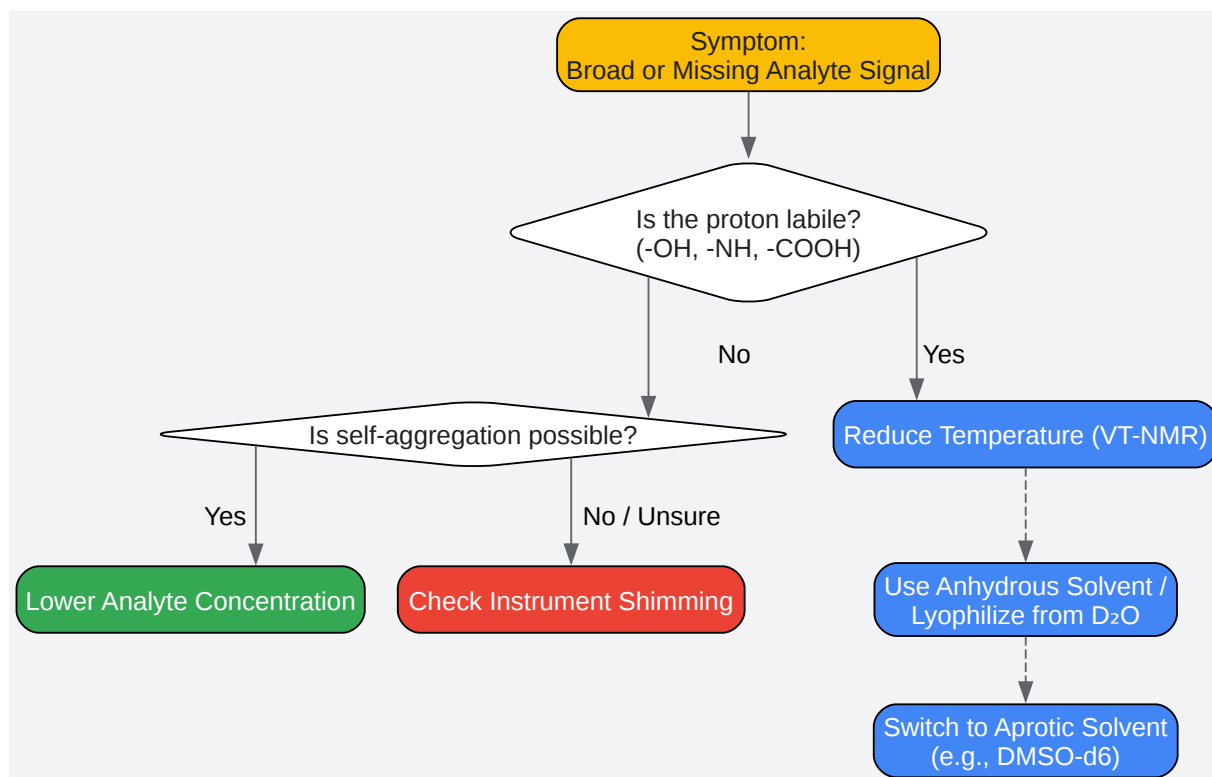 Symptom:
Broad or Missing Analyte Signal
Is the proton labile?
(-OH, -NH, -COOH)
No
Yes
Is self-aggregation possible?
Reduce Temperature (VT-NMR)
Yes
No / Unsure
Lower Analyte Concentration
Check Instrument Shimming
Use Anhydrous Solvent /
Lyophilize from D₂O
Switch to Aprotic Solvent
(e.g., DMSO-d6)